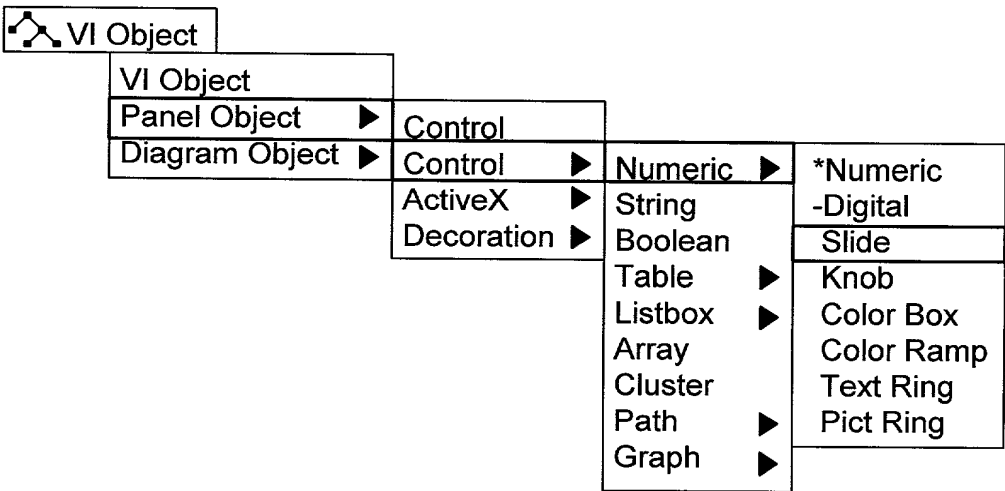 VI Object
VI Object
Panel Object
Diagram Object
Control
Control
ActiveX
Decoration
Numeric
String
Boolean
Table
Listbox
Array
Cluster
Path
Graph
*Numeric
-Digital
Slide
Knob
Color Box
Color Ramp
Text Ring
Pict Ring